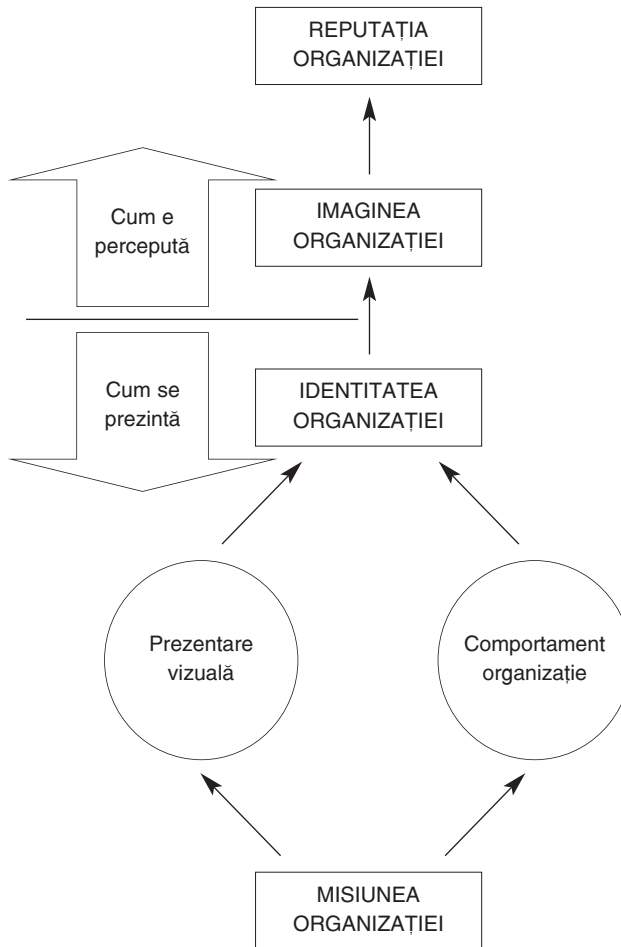 REPUTAȚIA
ORGANIZAȚIEI
Cum e
percepută
IMAGINEA
ORGANIZAȚIEI
Cum se
prezintă
IDENTITATEA
ORGANIZAȚIEI
Prezentare
vizuală
Comportament
organizație
MISIUNEA
ORGANIZAȚIEI